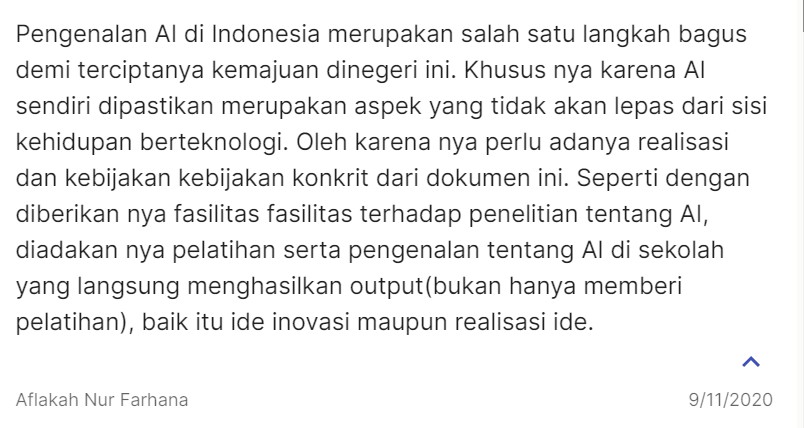 Pengenalan AI di Indonesia merupakan salah satu langkah bagus
demi terciptanya kemajuan dinegeri ini. Khusus nya karena AI
sendiri dipastikan merupakan aspek yang tidak akan lepas dari sisi
kehidupan berteknologi. Oleh karena nya perlu adanya realisasi
dan kebijakan kebijakan konkrit dari dokumen ini. Seperti dengan
diberikan nya fasilitas fasilitas terhadap penelitian tentang AI,
diadakan nya pelatihan serta pengenalan tentang AI di sekolah
yang langsung menghasilkan output(bukan hanya memberi
pelatihan), baik itu ide inovasi maupun realisasi ide.
Aflakah Nur Farhana 9/11/2020